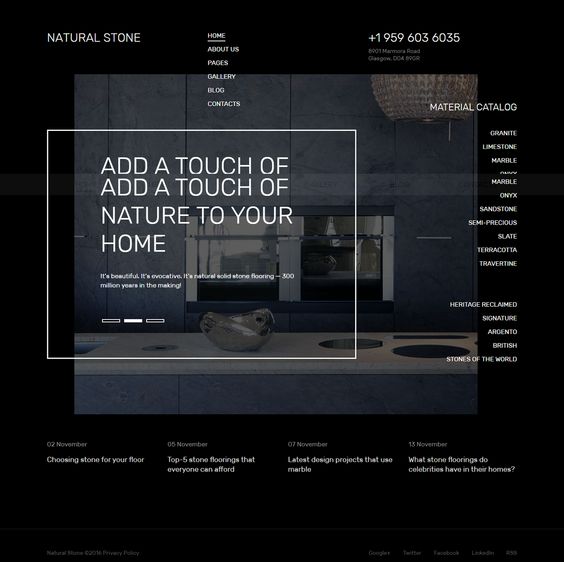 NATURAL STONE
HOME
ABOUT US
PAGES
GALLERY
BLOG
CONTACTS
+1 959 603 6035
8901 Marmora Road
Glasgow, D04 89GR
MATERIAL CATALOG
GRANITE
LIMESTONE
MARBLE
MARBLE
ONYX
SANDSTONE
SEMI-PRECIOUS
SLATE
TERRACOTTA
TRAVERTINE
HERITAGE RECLAIMED
SIGNATURE
ARGENTO
BRITISH
STONES OF THE WORLD
ADD A TOUCH OF
ADD A TOUCH OF
NATURE TO YOUR
HOME
It's beautiful. It's evocative. It's natural solid stone flooring — 300
million years in the making!
02 November
Choosing stone for your floor
05 November
Top-5 stone floorings that
everyone can afford
07 November
Latest design projects that use
marble
13 November
What stone floorings do
celebrities have in their homes?
Natural Stone ©2016 Privacy Policy
Google+ Twitter Facebook LinkedIn RSS